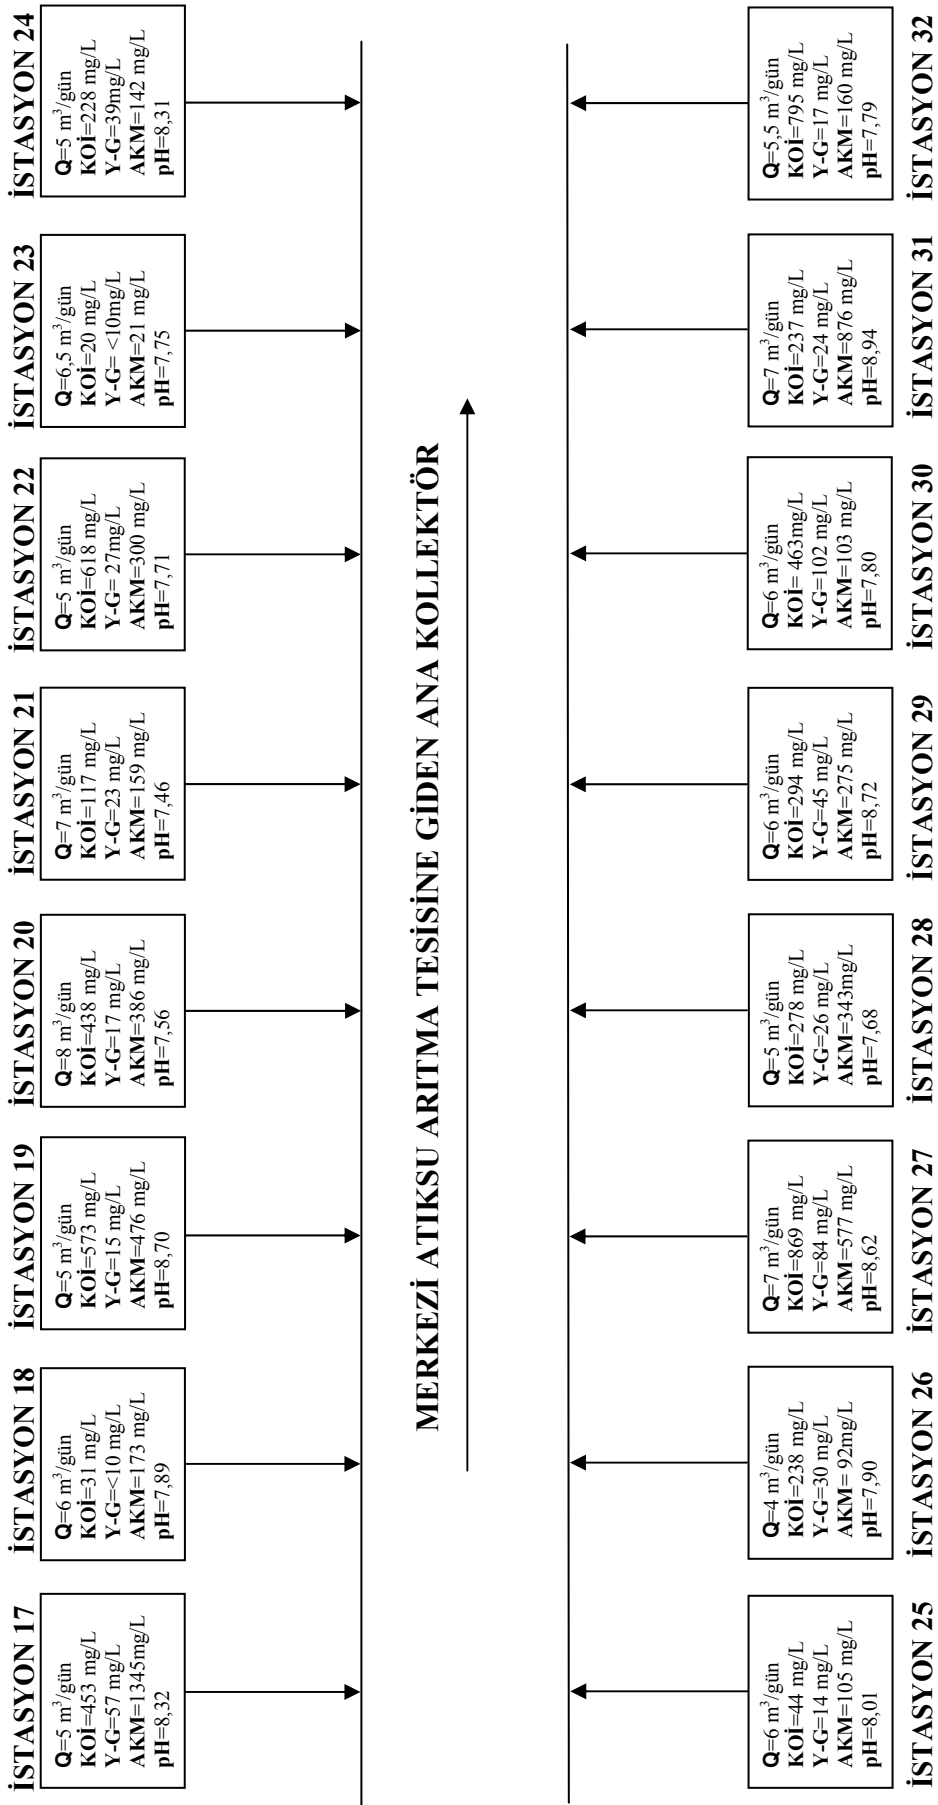 İSTASYON 17
Q=5 m³/gün
KOİ=453 mg/L
Y-G=57 mg/L
AKM=1345mg/L
pH=8,32
İSTASYON 18
Q=6 m³/gün
KOİ=31 mg/L
Y-G=<10 mg/L
AKM=173 mg/L
pH=7,89
İSTASYON 19
Q=5 m³/gün
KOİ=573 mg/L
Y-G=15 mg/L
AKM=476 mg/L
pH=8,70
İSTASYON 20
Q=8 m³/gün
KOİ=438 mg/L
Y-G=17 mg/L
AKM=386 mg/L
pH=7,56
İSTASYON 21
Q=7 m³/gün
KOİ=117 mg/L
Y-G=23 mg/L
AKM=159 mg/L
pH=7,46
İSTASYON 22
Q=5 m³/gün
KOİ=618 mg/L
Y-G= 27mg/L
AKM=300 mg/L
pH=7,71
İSTASYON 23
Q=6,5 m³/gün
KOİ=20 mg/L
Y-G= <10mg/L
AKM=21 mg/L
pH=7,75
İSTASYON 24
Q=5 m³/gün
KOİ=228 mg/L
Y-G=39mg/L
AKM=142 mg/L
pH=8,31
MERKEZİ ATIKSU ARITMA TESİSİNE GİDEN ANA KOLLEKTÖR
Q=6 m³/gün
KOİ=44 mg/L
Y-G=14 mg/L
AKM=105 mg/L
pH=8,01
İSTASYON 25
Q=4 m³/gün
KOİ=238 mg/L
Y-G=30 mg/L
AKM= 92mg/L
pH=7,90
İSTASYON 26
Q=7 m³/gün
KOİ=869 mg/L
Y-G=84 mg/L
AKM=577 mg/L
pH=8,62
İSTASYON 27
Q=5 m³/gün
KOİ=278 mg/L
Y-G=26 mg/L
AKM=343mg/L
pH=7,68
İSTASYON 28
Q=6 m³/gün
KOİ=294 mg/L
Y-G=45 mg/L
AKM=275 mg/L
pH=8,72
İSTASYON 29
Q=6 m³/gün
KOİ= 463mg/L
Y-G=102 mg/L
AKM=103 mg/L
pH=7,80
İSTASYON 30
Q=7 m³/gün
KOİ=237 mg/L
Y-G=24 mg/L
AKM=876 mg/L
pH=8,94
İSTASYON 31
Q=5,5 m³/gün
KOİ=795 mg/L
Y-G=17 mg/L
AKM=160 mg/L
pH=7,79
İSTASYON 32